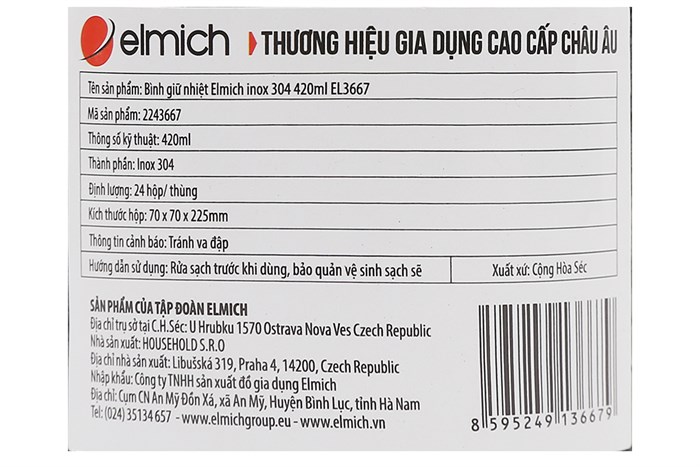 elmich THƯƠNG HIỆU GIA DỤNG CAO CẤP CHÂU ÂU
Tên sản phẩm: Bình giữ nhiệt Elmich inox 304 420ml EL3667
Mã sản phẩm: 2243667
Thông số kỹ thuật: 420ml
Thành phần: Inox 304
Định lượng: 24 hộp/ thùng
Kích thước hộp: 70 x 70 x 225mm
Thông tin cảnh báo: Tránh va đập
Hướng dẫn sử dụng: Rửa sạch trước khi dùng, bảo quản vệ sinh sạch sẽ Xuất xứ: Cộng Hòa Séc
SẢN PHẨM CỦA TẬP ĐOÀN ELMICH
Địa chỉ trụ sở tại C.H.Séc: U Hrubku 1570 Ostrava Nova Ves Czech Republic
Nhà sản xuất: HOUSEHOLD S.R.O
Địa chỉ nhà sản xuất: Libušská 319, Praha 4, 14200, Czech Republic
Nhập khẩu: Công ty TNHH sản xuất đồ gia dụng Elmich
Địa chỉ: Cụm CN An Mỹ Đồn Xá, xã An Mỹ, Huyện Bình Lục, tỉnh Hà Nam
Tel: (024) 35134 657 - www.elmichgroup.eu - www.elmich.vn
8 595249 136679